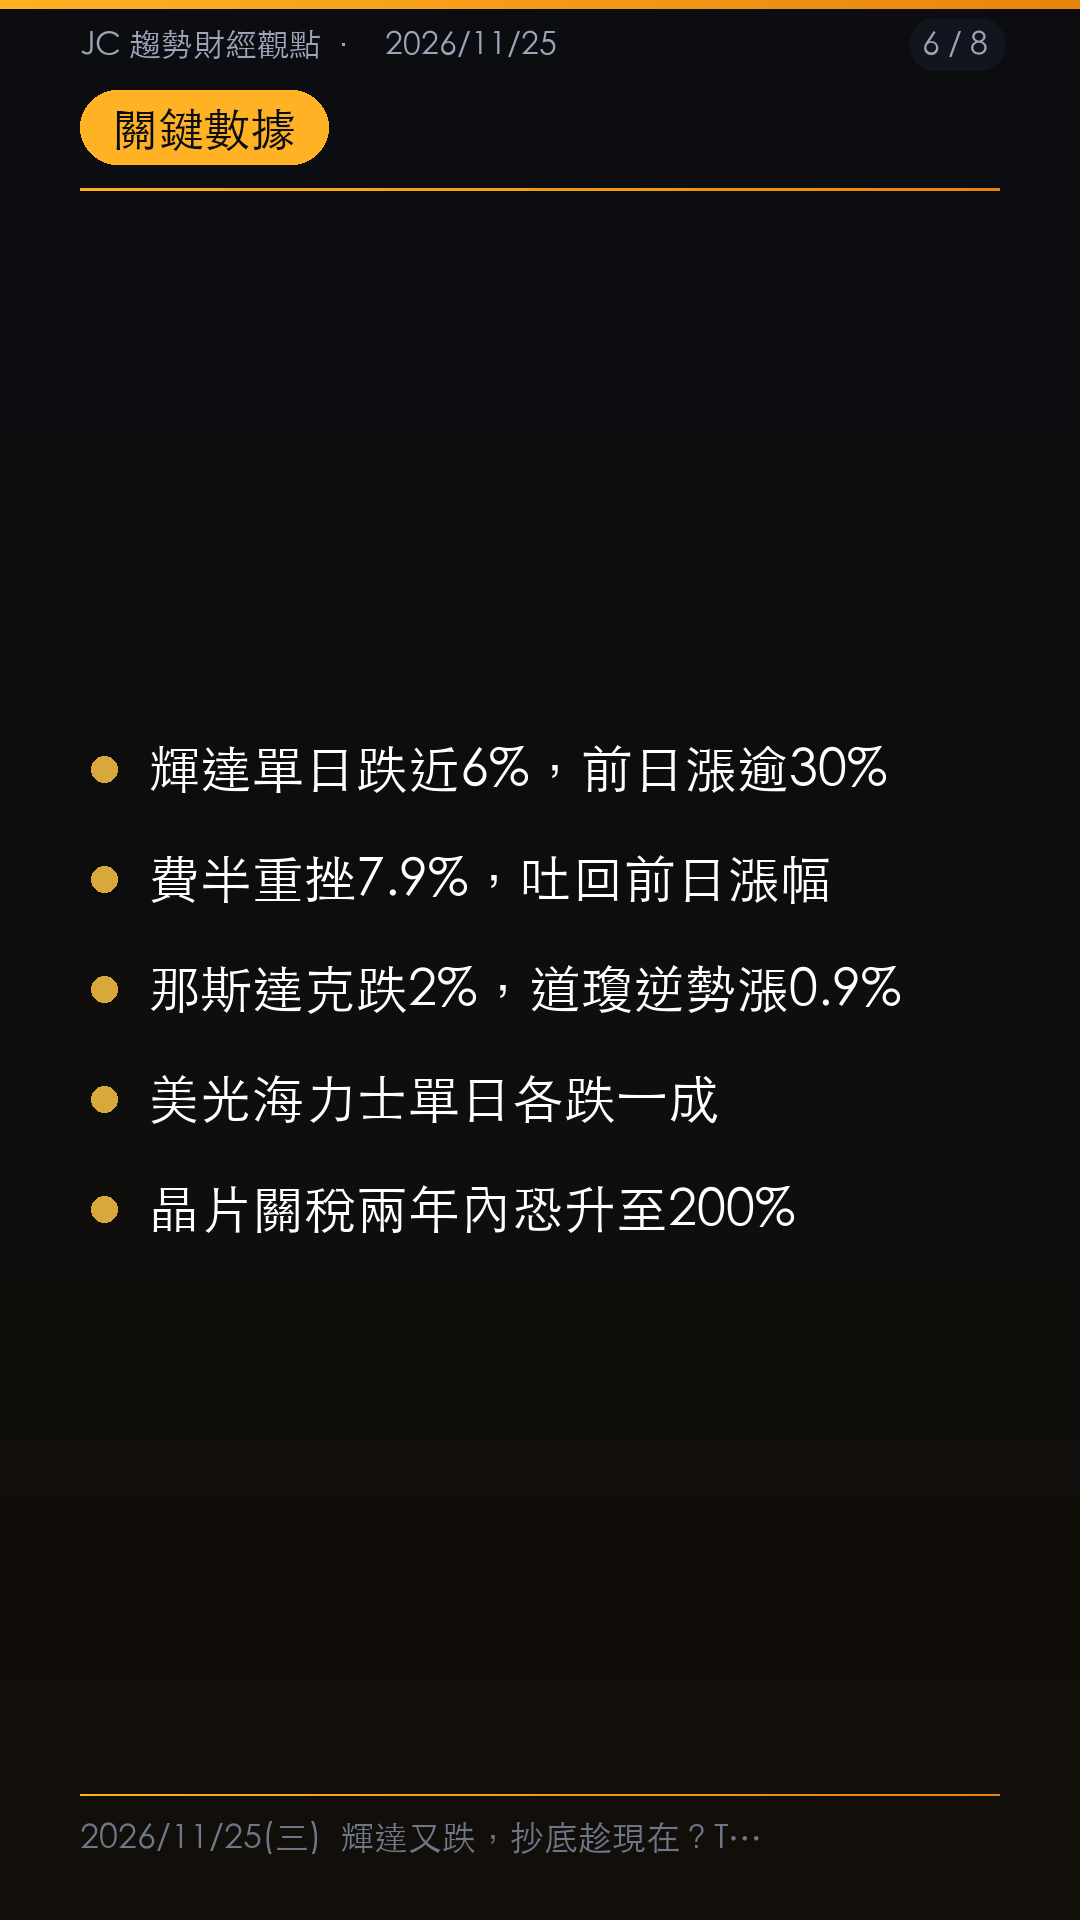 JC 趨勢財經觀點 · 2026/11/25
6 / 8
關鍵數據
輝達單日跌近6%，前日漲逾30%
費半重挫7.9%，吐回前日漲幅
那斯達克跌2%，道瓊逆勢漲0.9%
美光海力士單日各跌一成
晶片關稅兩年內恐升至200%
2026/11/25(三) 輝達又跌，抄底趁現在？T⋯